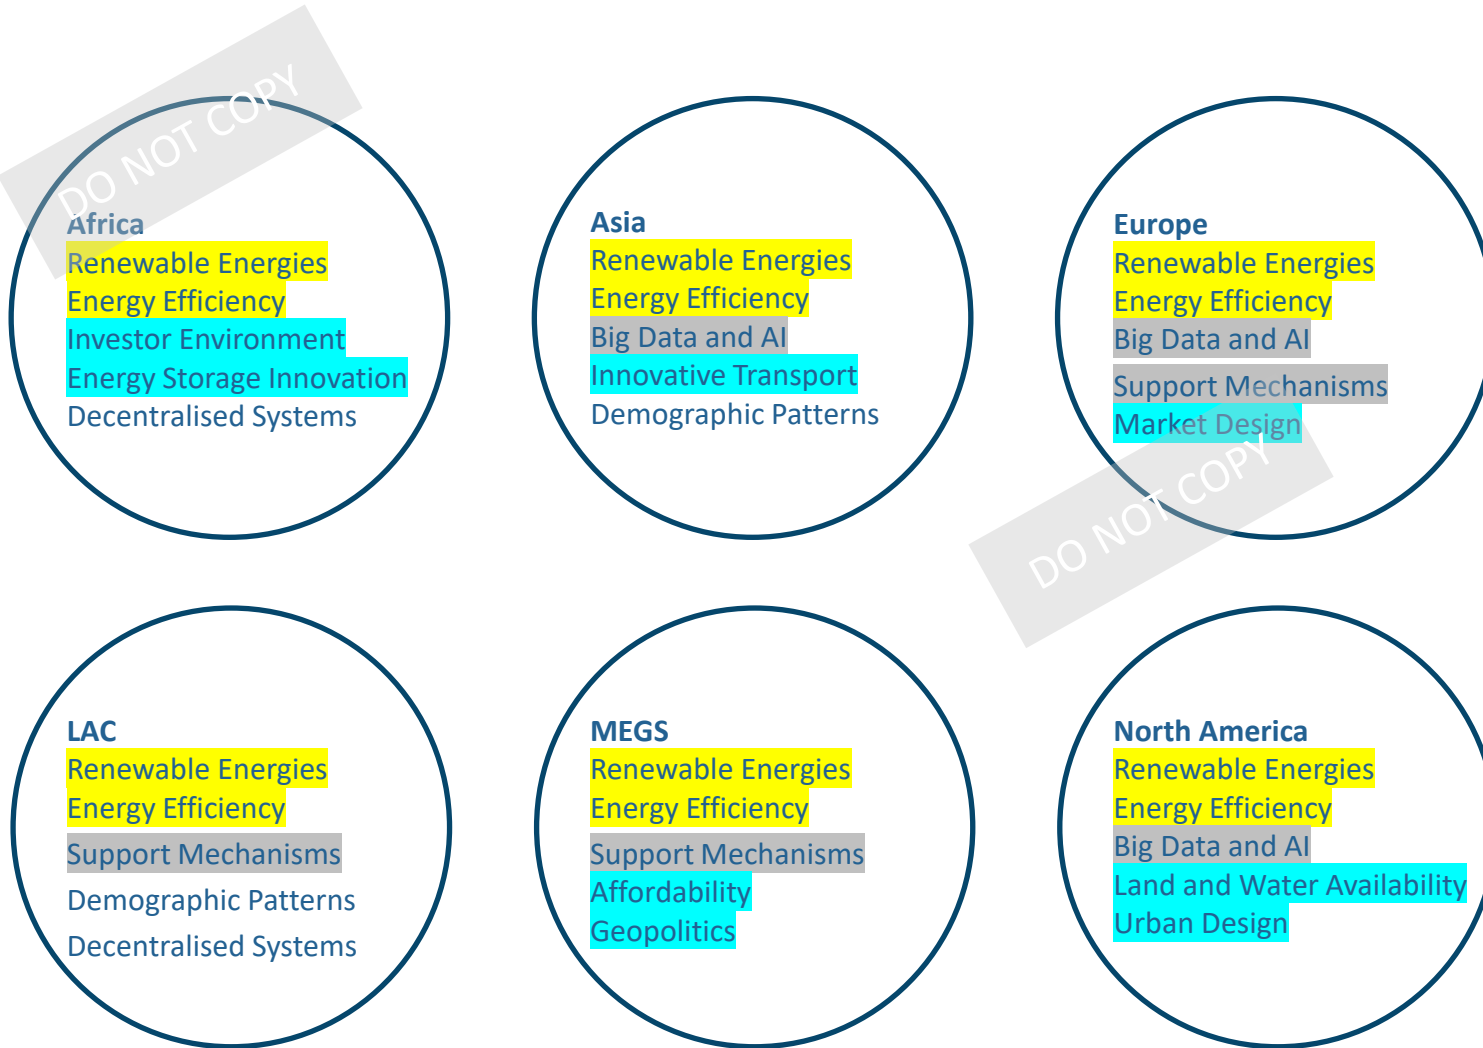 DO NOT COPY
Africa
Renewable Energies
Energy Efficiency
Investor Environment
Energy Storage Innovation
Decentralised Systems
Asia
Renewable Energies
Energy Efficiency
Big Data and AI
Innovative Transport
Demographic Patterns
Europe
Renewable Energies
Energy Efficiency
Big Data and AI
Support Mechanisms
Market Design
DO NOT COPY
LAC
Renewable Energies
Energy Efficiency
Support Mechanisms
Demographic Patterns
Decentralised Systems
MEGS
Renewable Energies
Energy Efficiency
Support Mechanisms
Affordability
Geopolitics
North America
Renewable Energies
Energy Efficiency
Big Data and AI
Land and Water Availability
Urban Design